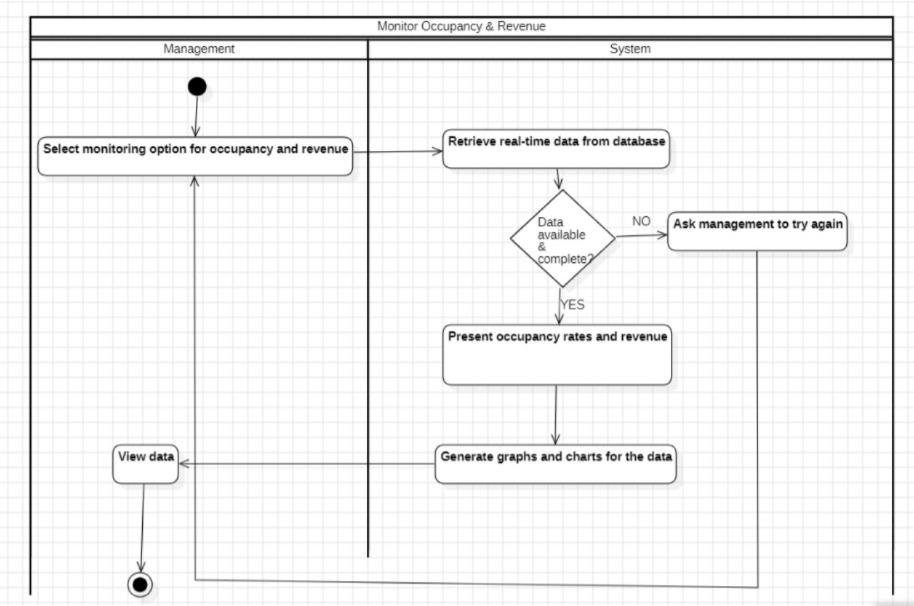 Monitor Occupancy & Revenue
Management
System
Select monitoring option for occupancy and revenue
Retrieve real-time data from database
Data
available
&
complete?
NO
Ask management to try again
YES
Present occupancy rates and revenue
View data
Generate graphs and charts for the data